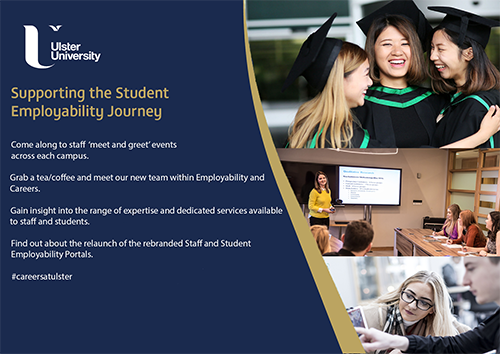 Ulster
University
Supporting the Student
Employability Journey
Come along to staff ‘meet and greet’ events
across each campus.
Grab a tea/coffee and meet our new team within Employability and
Careers.
Gain insight into the range of expertise and dedicated services available
to staff and students.
Find out about the relaunch of the rebranded Staff and Student
Employability Portals.
#careersatulster